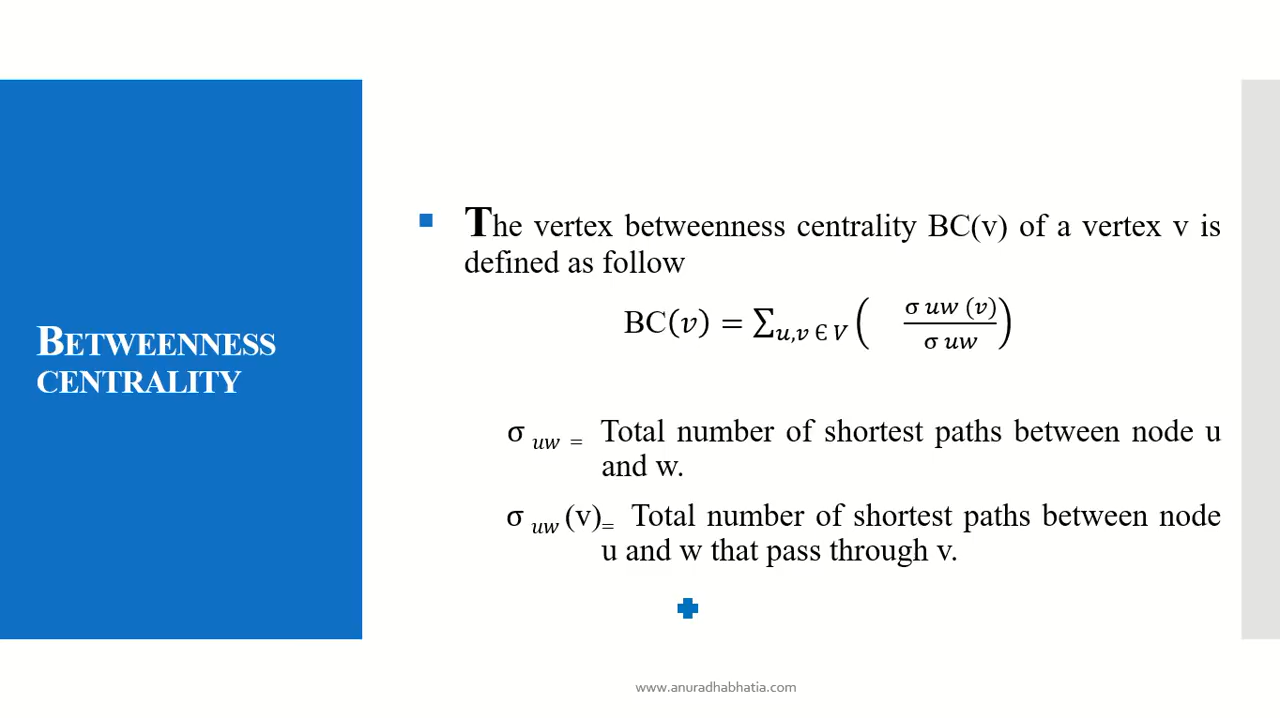 BETWEENNESS
CENTRALITY
The vertex betweenness centrality BC(v) of a vertex v is
defined as follow
BC(v) = ∑u,v ∈ V ( σ uw (v) / σ uw )
σ uw = Total number of shortest paths between node u
and w.
σ uw (v)= Total number of shortest paths between node
u and w that pass through v.
www.anuradhabhatia.com